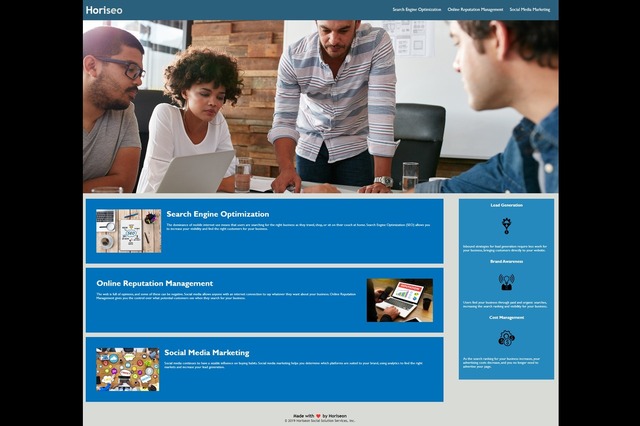 Horiseo
Search Engine Optimization
Online Reputation Management
Social Media Marketing
Search Engine Optimization
The dominance of mobile internet use means that users are searching for the right business as they travel, shop, or sit on their couch at home. Search Engine Optimization (SEO) allows you
to increase your visibility and find the right customers for your business.
Online Reputation Management
The web is full of opinions, and some of these can be negative. Social media allows anyone with an internet connection to say whatever they want about your business. Online Reputation
Management gives you the control over what potential customers see when they search for your business.
Social Media Marketing
Social media continues to have a sizable influence on buying habits. Social media marketing helps you determine which platforms are suited to your brand, using analytics to find the right
markets and increase your lead generation.
Lead Generation
Inbound strategies for lead generation require less work for
your business, bringing customers directly to your website.
Brand Awareness
Users find your business through paid and organic searches,
increasing the search ranking and visibility for your business.
Cost Management
As the search ranking for your business increases, your
advertising costs decrease, and you no longer need to
advertise your page.
Made with ❤️ by Horiseo
© 2019 Horiseon Social Solution Services, Inc.